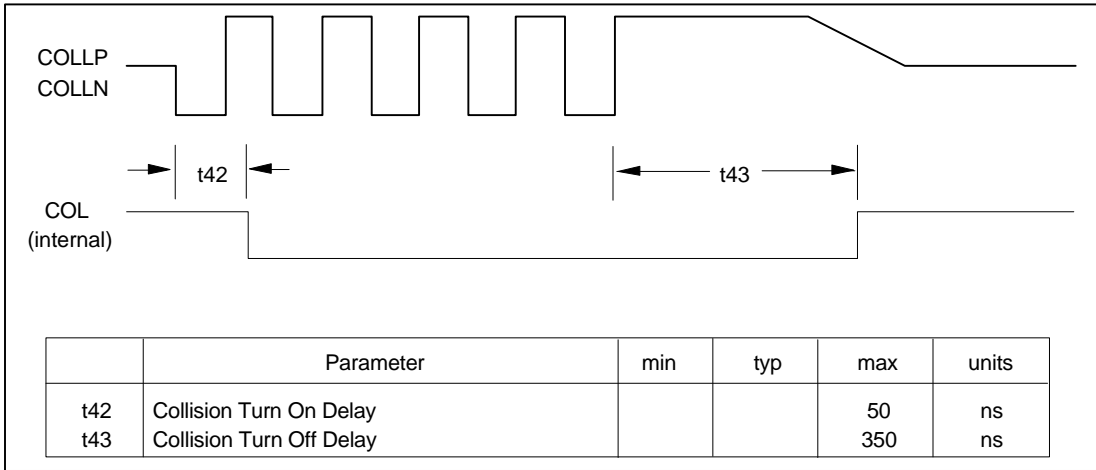 COLLP
COLLN
t42
t43
COL
(internal)
Parameter min typ max units
t42 Collision Turn On Delay 50 ns
t43 Collision Turn Off Delay 350 ns